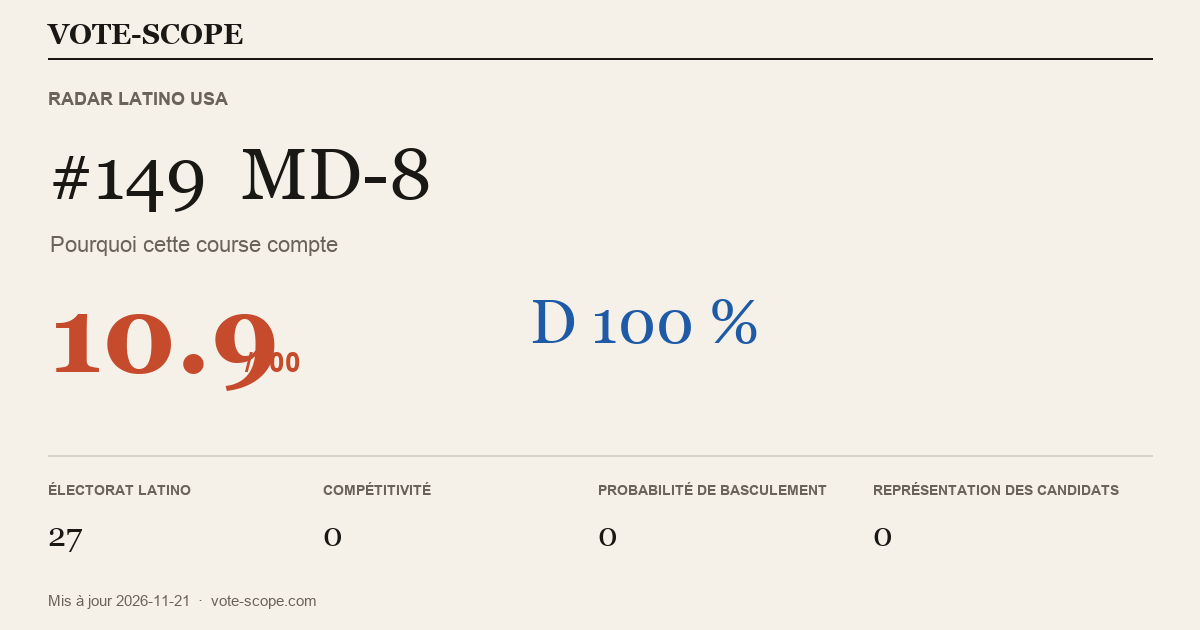 VOTE-SCOPE
RADAR LATINO USA
#149 MD-8
Pourquoi cette course compte
10.9 /100
D 100 %
ÉLECTORAT LATINO
COMPÉTITIVITÉ
PROBABILITÉ DE BASCULEMENT
REPRÉSENTATION DES CANDIDATS
27
0
0
0
Mis à jour 2026-11-21 · vote-scope.com